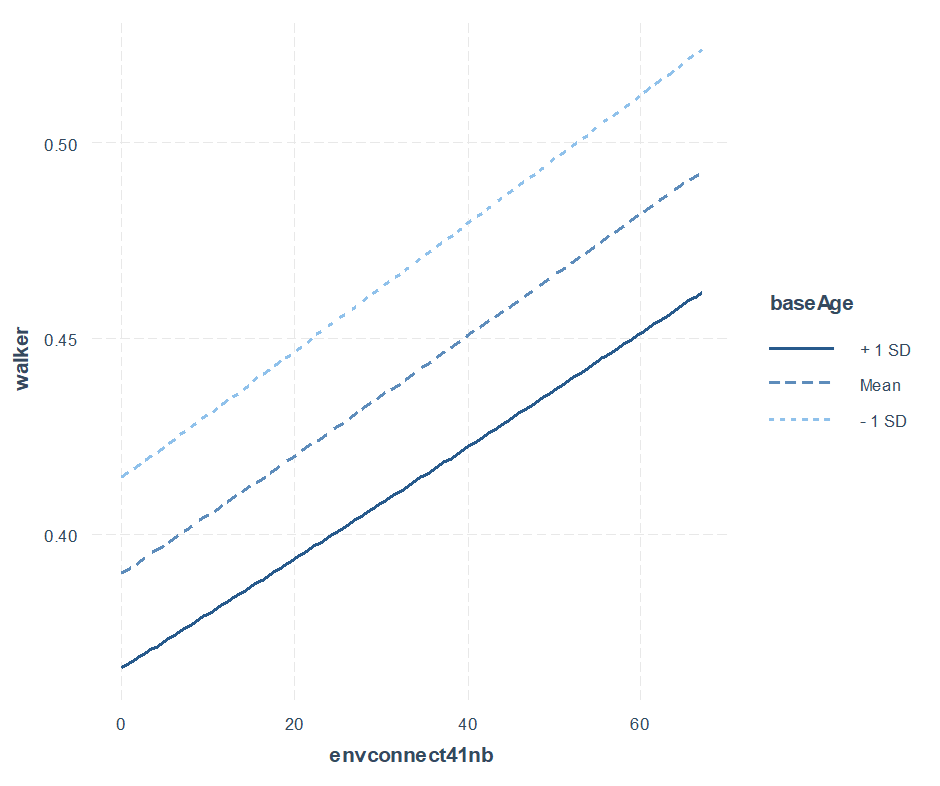 0.50
0.45
0.40
walker
0
20
40
60
envconnect41nb
baseAge
+ 1 SD
Mean
- 1 SD